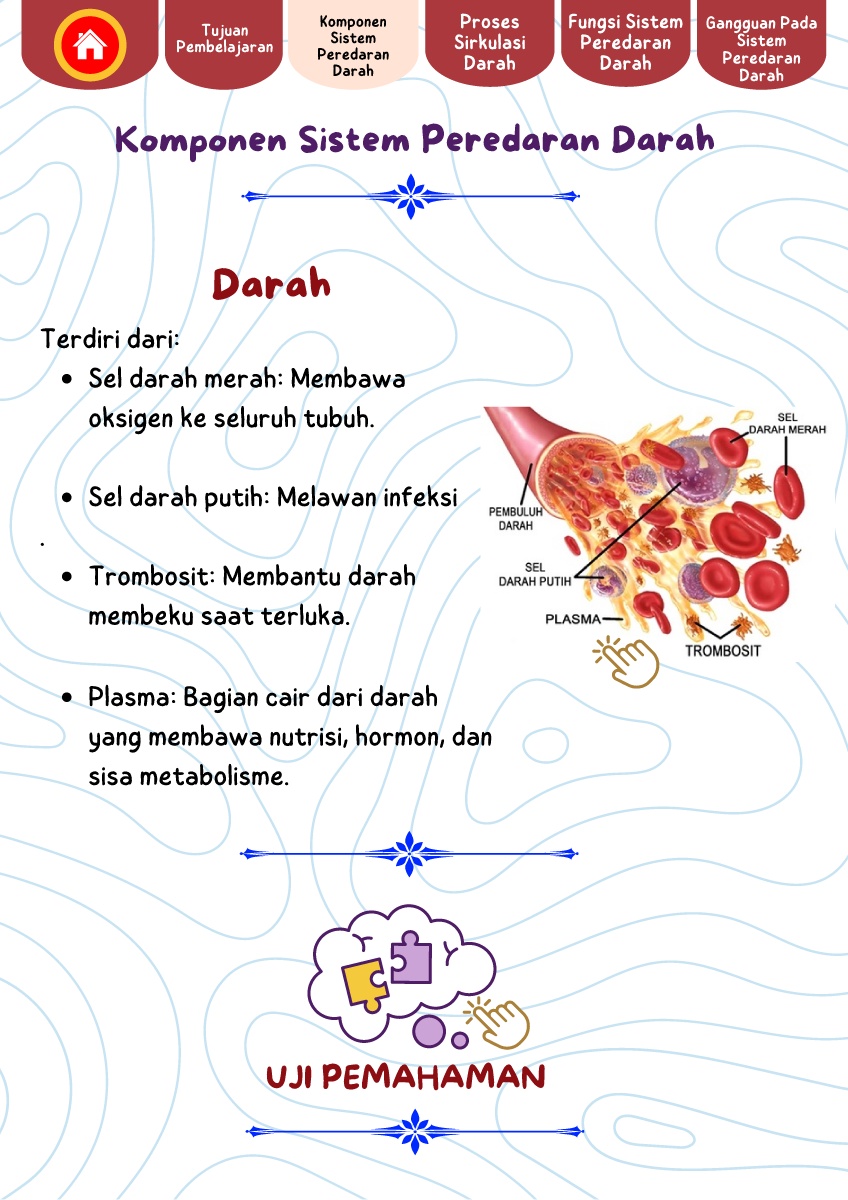 Tujuan
Pembelajaran
Komponen
Sistem
Peredaran
Darah
Proses
Sirkulasi
Darah
Fungsi Sistem
Peredaran
Darah
Gangguan Pada
Sistem
Peredaran
Darah
Komponen Sistem Peredaran Darah
Darah
Terdiri dari:
• Sel darah merah: Membawa
oksigen ke seluruh tubuh.
• Sel darah putih: Melawan infeksi
.
• Trombosit: Membantu darah
membeku saat terluka.
• Plasma: Bagian cair dari darah
yang membawa nutrisi, hormon, dan
sisa metabolisme.
SEL
DARAH MERAH
PEMBULUH
DARAH
SEL
DARAH PUTIH
PLASMA
TROMBOSIT
UJI PEMAHAMAN